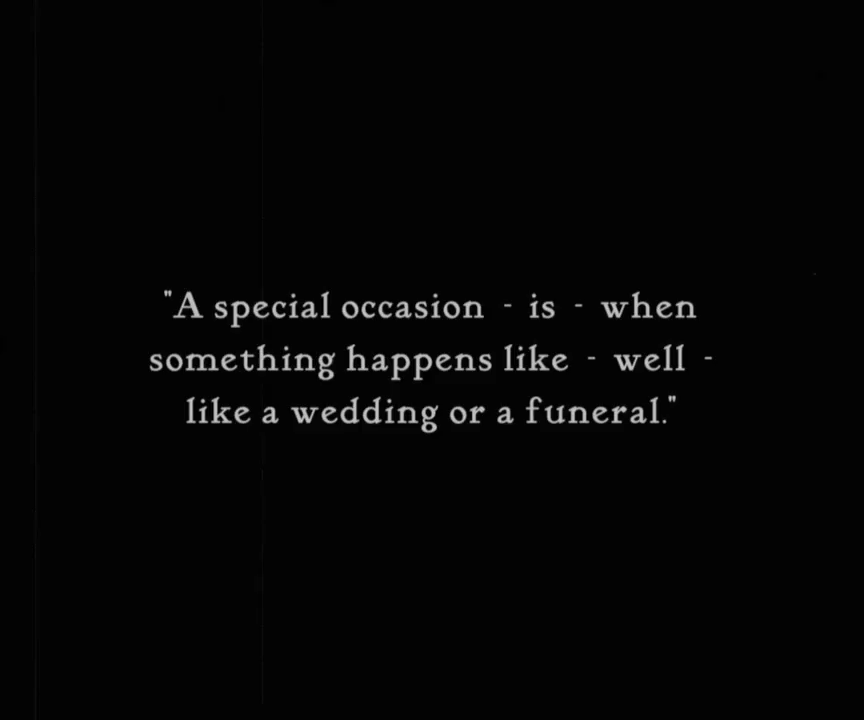 "A special occasion - is - when
something happens like - well -
like a wedding or a funeral."